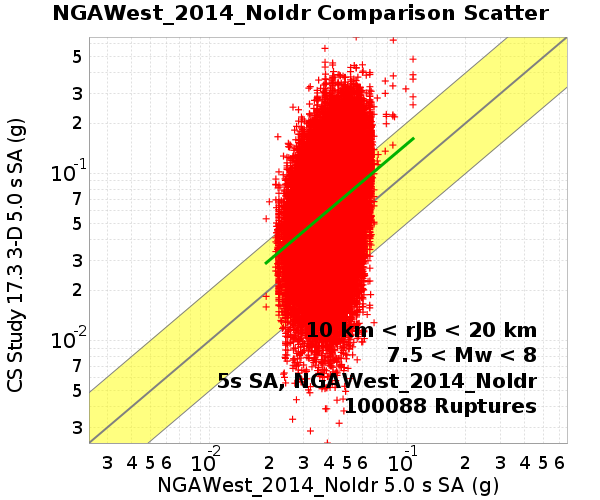 NGAWest_2014_NoIdr Comparison Scatter
CS Study 17.3 3-D 5.0 s SA (g)
5
3
2
10-1
7
5
3
2
10-2
7
5
3
10 km < rJB < 20 km
7.5 < Mw < 8
5s SA, NGAWest_2014_NoIdr
100088 Ruptures
3 4 5 6 10-2 2 3 4 5 6 10-1 2 3 4 5 6
NGAWest_2014_NoIdr 5.0 s SA (g)